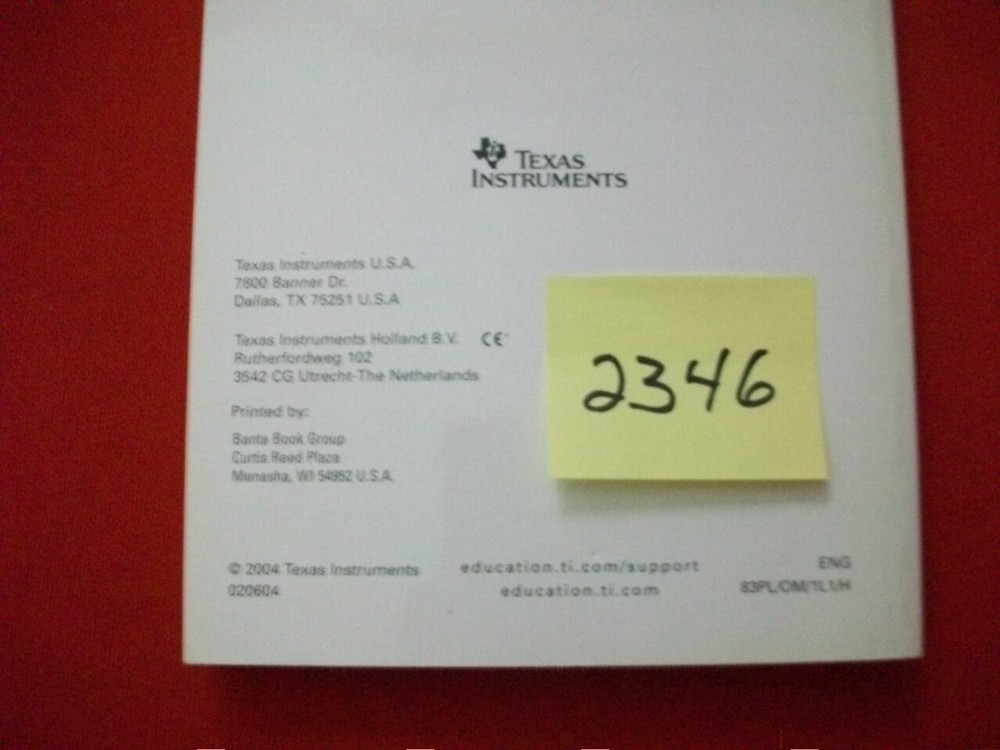 TEXAS
INSTRUMENTS
Texas Instruments U.S.A.
7800 Banner Dr.
Dallas, TX 75251 U.S.A
Texas Instruments Holland B.V. CE
Rutherfordweg 102
3542 CG Utrecht-The Netherlands
Printed by:
Banta Book Group
Curtis Reed Plaza
Menasha, WI 54952 U.S.A.
2346
© 2004 Texas Instruments
020604
education.ti.com/support
education.ti.com
ENG
83PL/OM/1L1/H